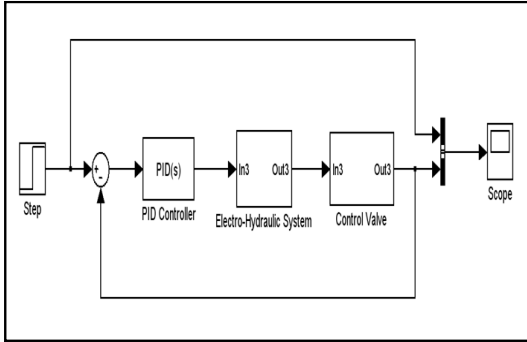 +
-
PID(s)
In3
Out3
In3
Out3
Step
PID Controller
Electro-Hydraulic System
Control Valve
Scope